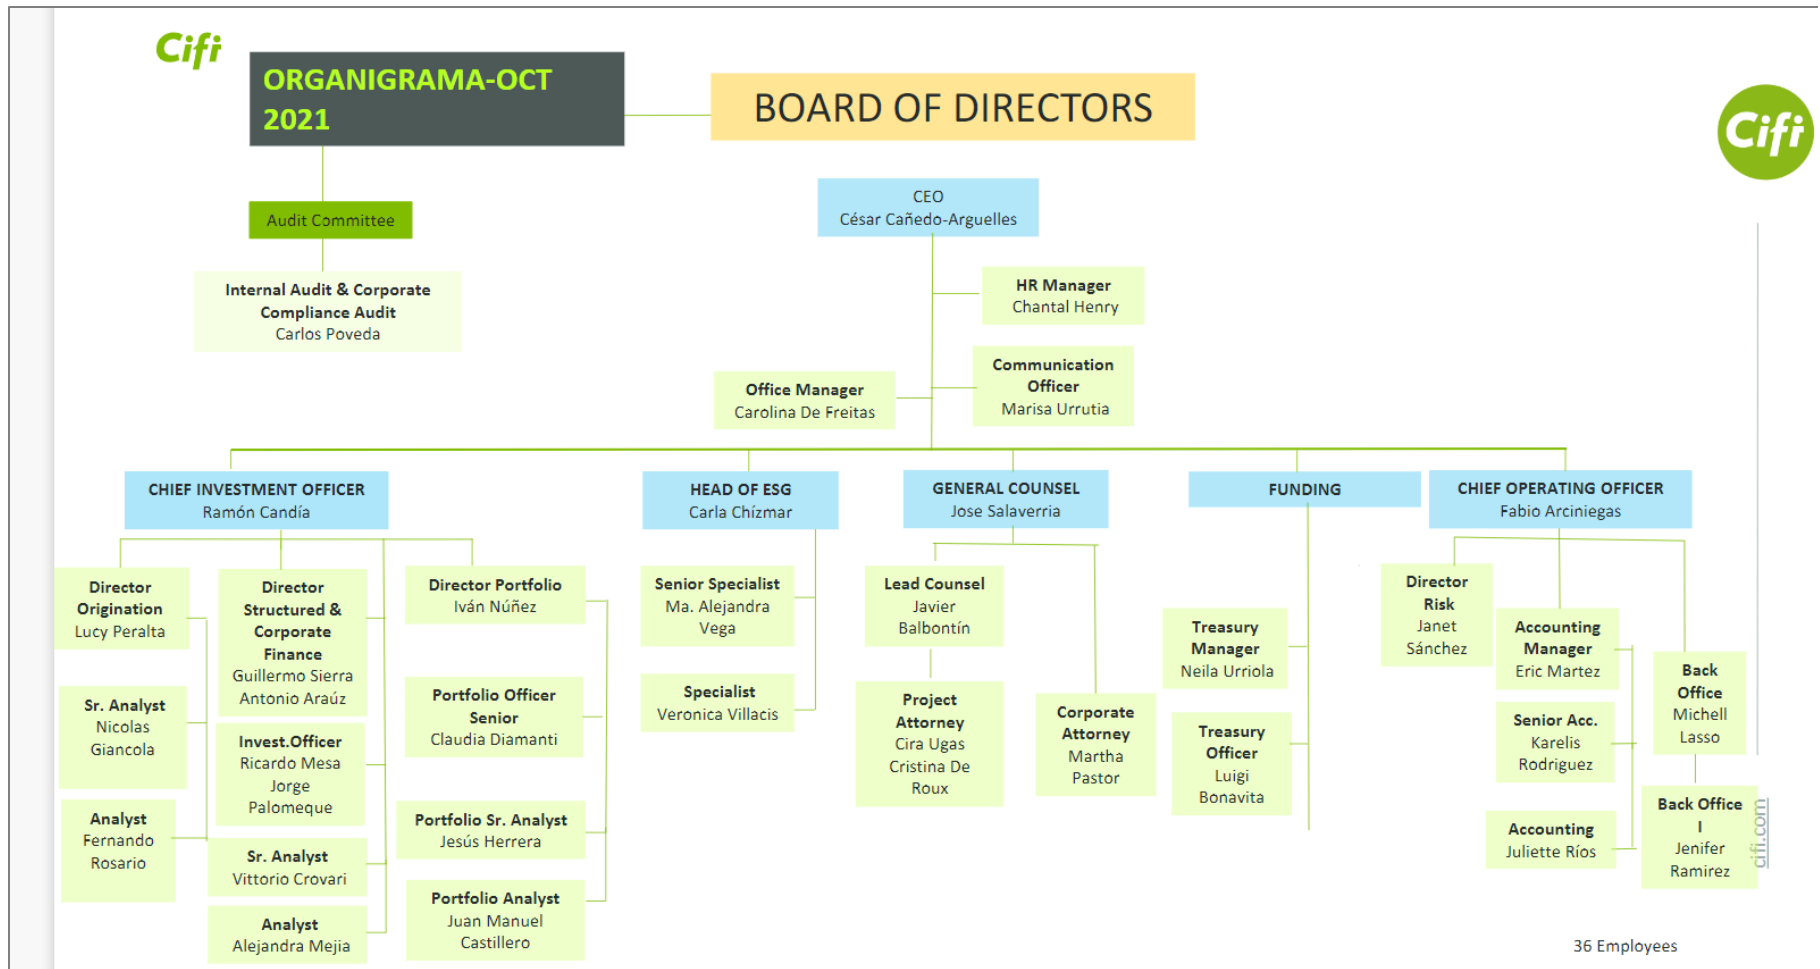 Cifi
ORGANIGRAMA-OCT
2021
BOARD OF DIRECTORS
Cifi
CEO
César Cañedo-Arguelles
Audit Committee
Internal Audit & Corporate
Compliance Audit
Carlos Poveda
HR Manager
Chantal Henry
Communication
Officer
Marisa Urrutia
Office Manager
Carolina De Freitas
CHIEF INVESTMENT OFFICER
Ramón Candía
HEAD OF ESG
Carla Chízmar
GENERAL COUNSEL
Jose Salaverria
FUNDING
CHIEF OPERATING OFFICER
Fabio Arciniegas
Director
Origination
Lucy Peralta
Sr. Analyst
Nicolas
Giancola
Analyst
Fernando
Rosario
Director
Structured &
Corporate
Finance
Guillermo Sierra
Antonio Araúz
Invest.Officer
Ricardo Mesa
Jorge
Palomeque
Sr. Analyst
Vittorio Crovari
Analyst
Alejandra Mejia
Director Portfolio
Iván Núñez
Portfolio Officer
Senior
Claudia Diamanti
Portfolio Sr. Analyst
Jesús Herrera
Portfolio Analyst
Juan Manuel
Castillero
Senior Specialist
Ma. Alejandra
Vega
Specialist
Veronica Villacis
Lead Counsel
Javier
Balbontín
Project
Attorney
Cira Ugas
Cristina De
Roux
Corporate
Attorney
Martha
Pastor
Treasury
Manager
Neila Urriola
Treasury
Officer
Luigi
Bonavita
Director
Risk
Janet
Sánchez
Accounting
Manager
Eric Martez
Senior Acc.
Karelis
Rodriguez
Accounting
Juliette Ríos
Back
Office
Michell
Lasso
Back Office
I
Jenifer
Ramirez
cifi.com
36 Employees